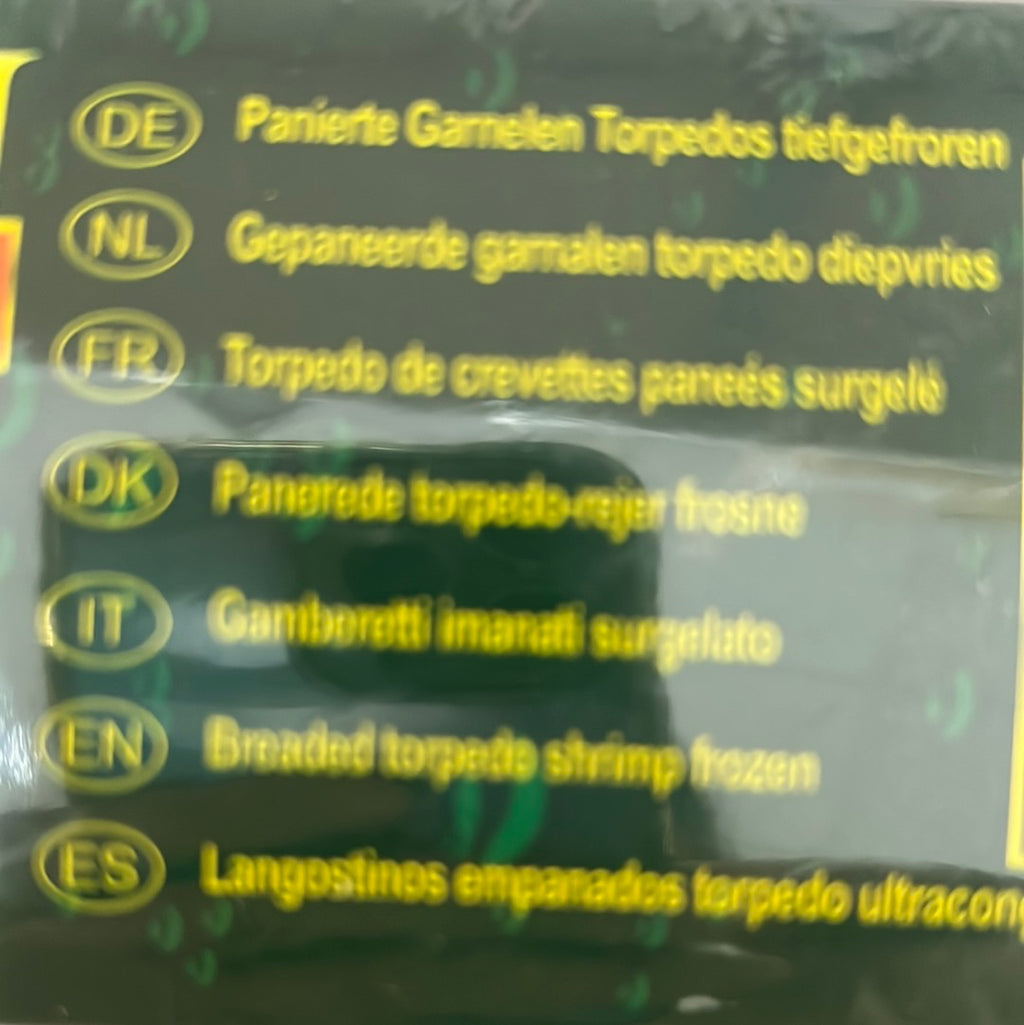 DE Panierte Garnelen Torpedos tiefgefroren
NL Gepaneerde garnalen torpedo diepvries
FR Torpedo de crevettes paneés surgelé
DK Panerede torpedo-rejer frosne
IT Gamberetti imanati surgelato
EN Breaded torpedo shrimp frozen
ES Langostinos empanados torpedo